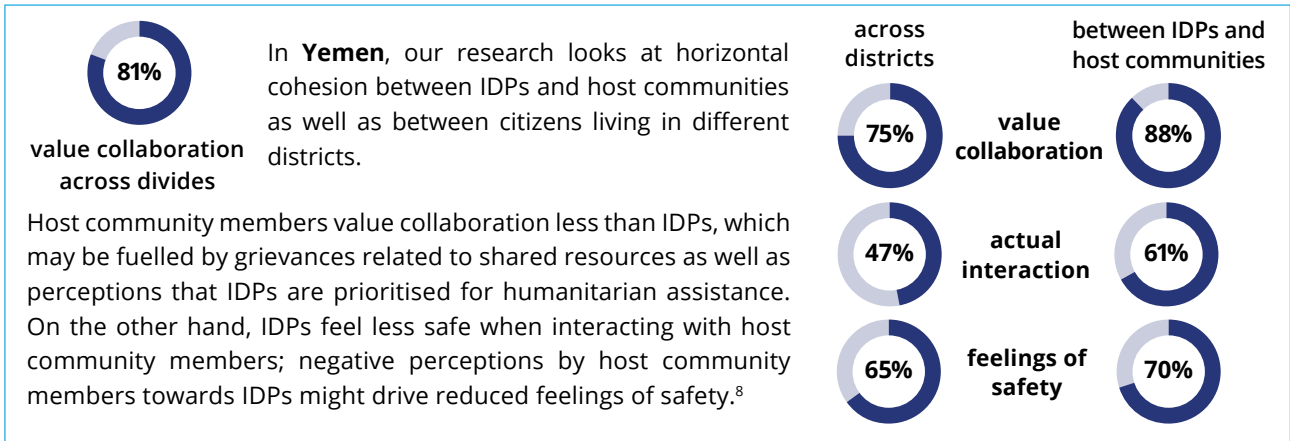 81%
value collaboration
across divides
In Yemen, our research looks at horizontal
cohesion between IDPs and host communities
as well as between citizens living in different
districts.
Host community members value collaboration less than IDPs, which
may be fuelled by grievances related to shared resources as well as
perceptions that IDPs are prioritised for humanitarian assistance.
On the other hand, IDPs feel less safe when interacting with host
community members; negative perceptions by host community
members towards IDPs might drive reduced feelings of safety.⁸
across
districts
between IDPs and
host communities
75%
value
collaboration
88%
47%
actual
interaction
61%
65%
feelings of
safety
70%